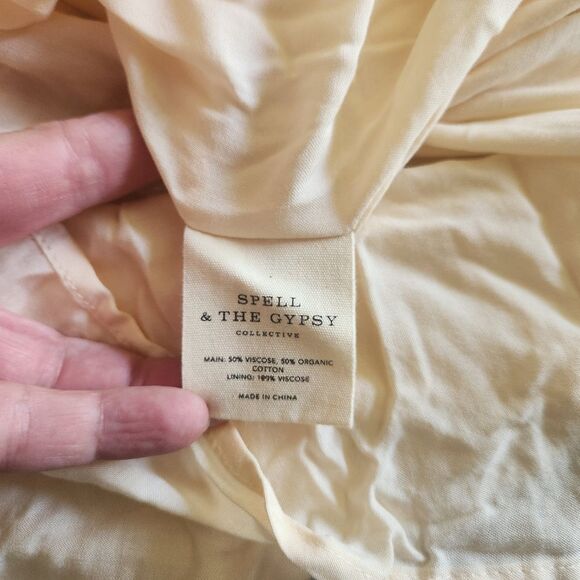 SPELL
& THE GYPSY
COLLECTIVE
MAIN: 50% VISCOSE, 50% ORGANIC
COTTON
LINING: 100% VISCOSE
MADE IN CHINA